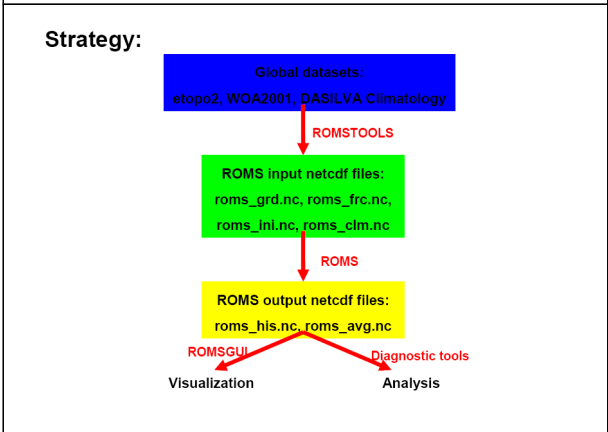 Strategy:
Global datasets:
etopo2, WOA2001, DASILVA Climatology
ROMSTOOLS
ROMS input netcdf files:
roms_grd.nc, roms_frc.nc,
roms_ini.nc, roms_clm.nc
ROMS
ROMS output netcdf files:
roms_his.nc, roms_avg.nc
ROMSGUI
Diagnostic tools
Visualization
Analysis